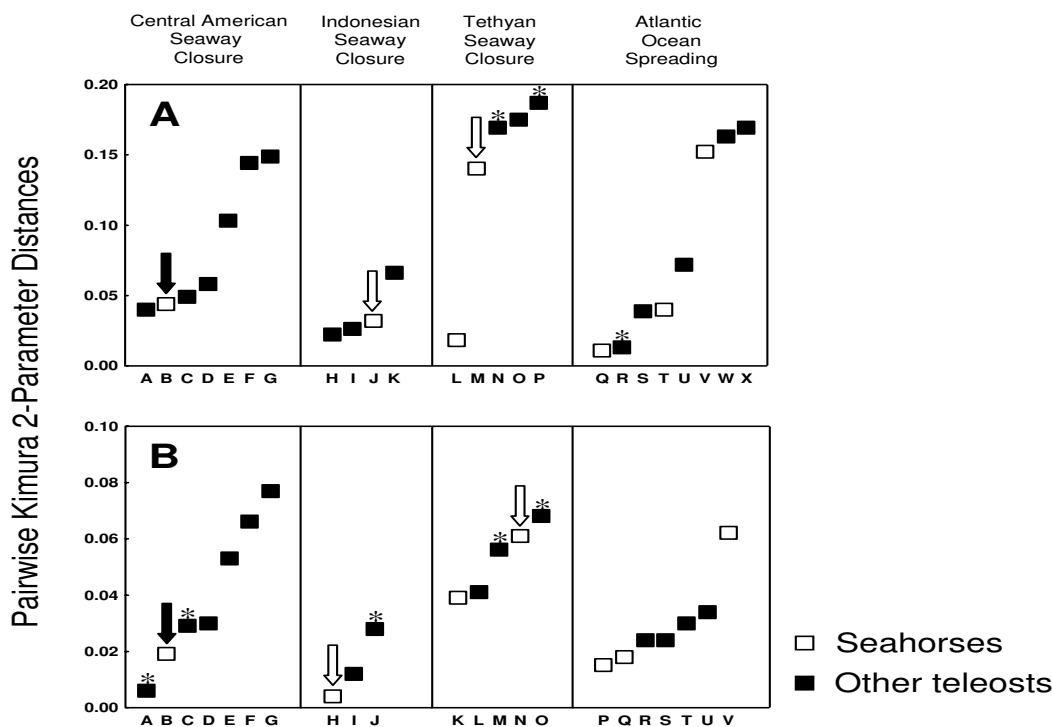 Central American Indonesian Tethyan Atlantic
Seaway Seaway Seaway Ocean
Closure Closure Closure Spreading
Pairwise Kimura 2-Parameter Distances
A
0.20
0.15
0.10
0.05
0.00
* * *
A B C D E F G H I J K L M N O P Q R S T U V W X
B
0.10
0.08
0.06
0.04
0.02
0.00
* * * * *
A B C D E F G H I J K L M N O P Q R S T U V
Seahorses
Other teleosts